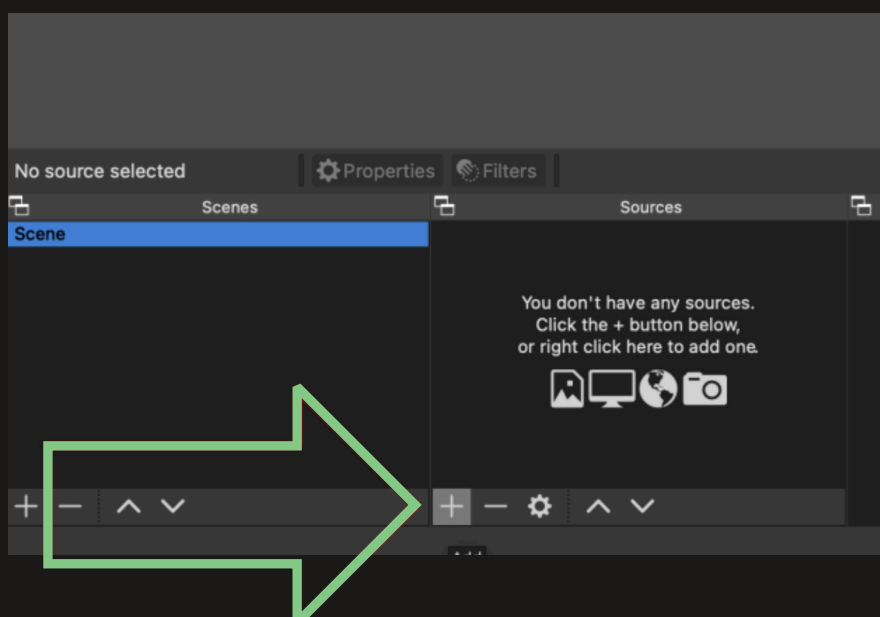 No source selected
Properties
Filters
Scenes
Sources
Scene
You don't have any sources.
Click the + button below,
or right click here to add one.